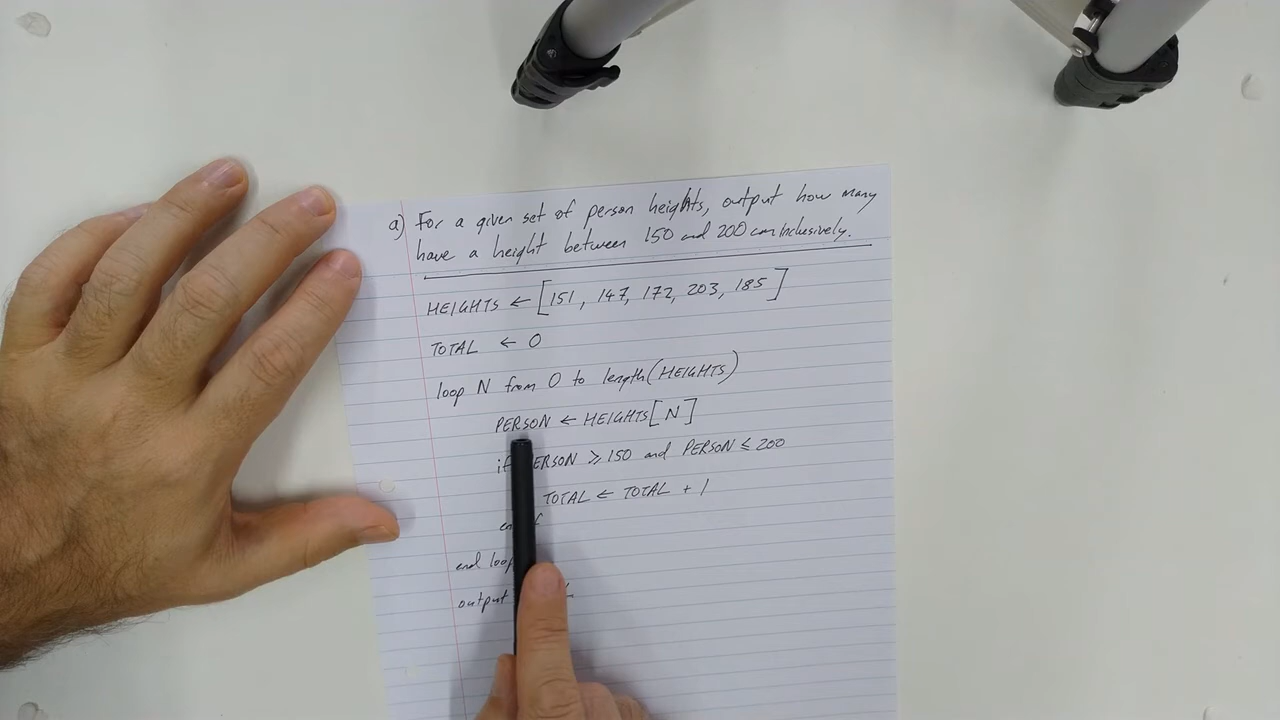 a) For a given set of person heights, output how many
have a height between 150 and 200 cm inclusively.
HEIGHTS ← [151, 147, 172, 203, 185]
TOTAL ← 0
loop N from 0 to length(HEIGHTS)
PERSON ← HEIGHTS[N]
if PERSON ≥ 150 and PERSON ≤ 200
TOTAL ← TOTAL + 1
end loop
output